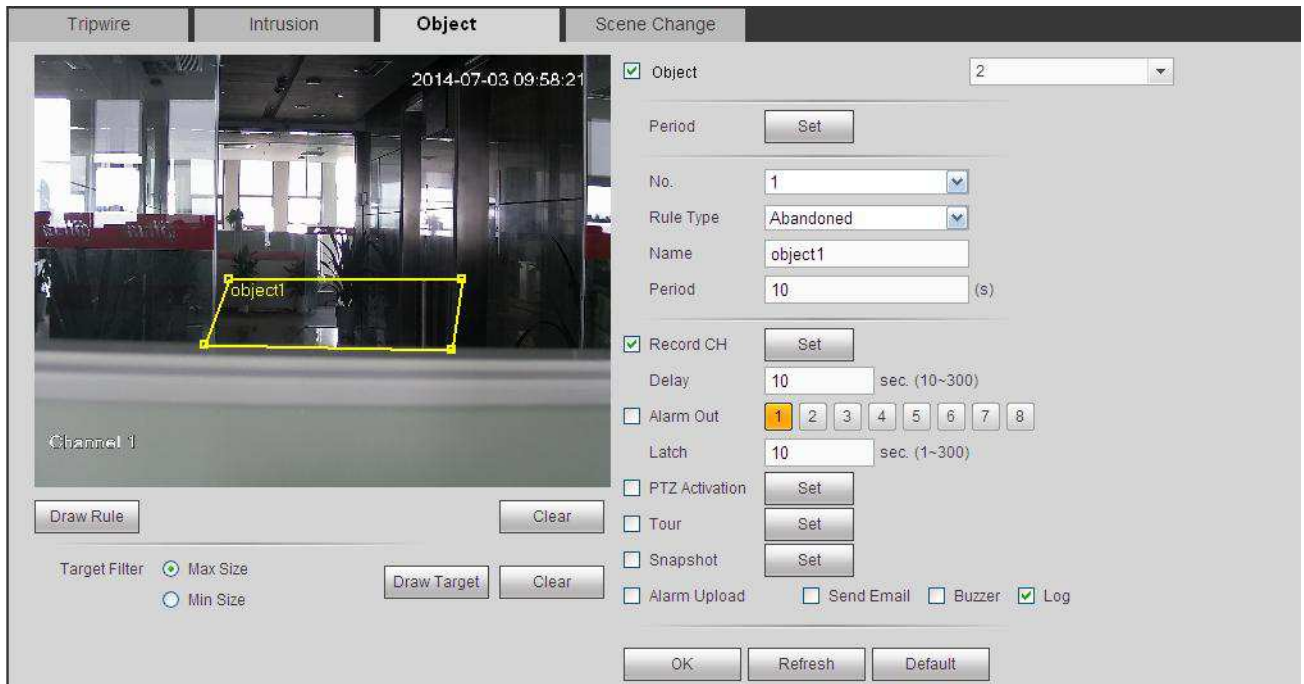 Tripwire Intrusion Object Scene Change
2014-07-03 09:58:21
object1
Channel 1
Draw Rule Clear
Target Filter Max Size
Min Size
Draw Target Clear
Object 2
Period Set
No. 1
Rule Type Abandoned
Name object1
Period 10 (s)
Record CH Set
Delay 10 sec. (10~300)
Alarm Out 1 2 3 4 5 6 7 8
Latch 10 sec. (1~300)
PTZ Activation Set
Tour Set
Snapshot Set
Alarm Upload Send Email Buzzer Log
OK Refresh Default